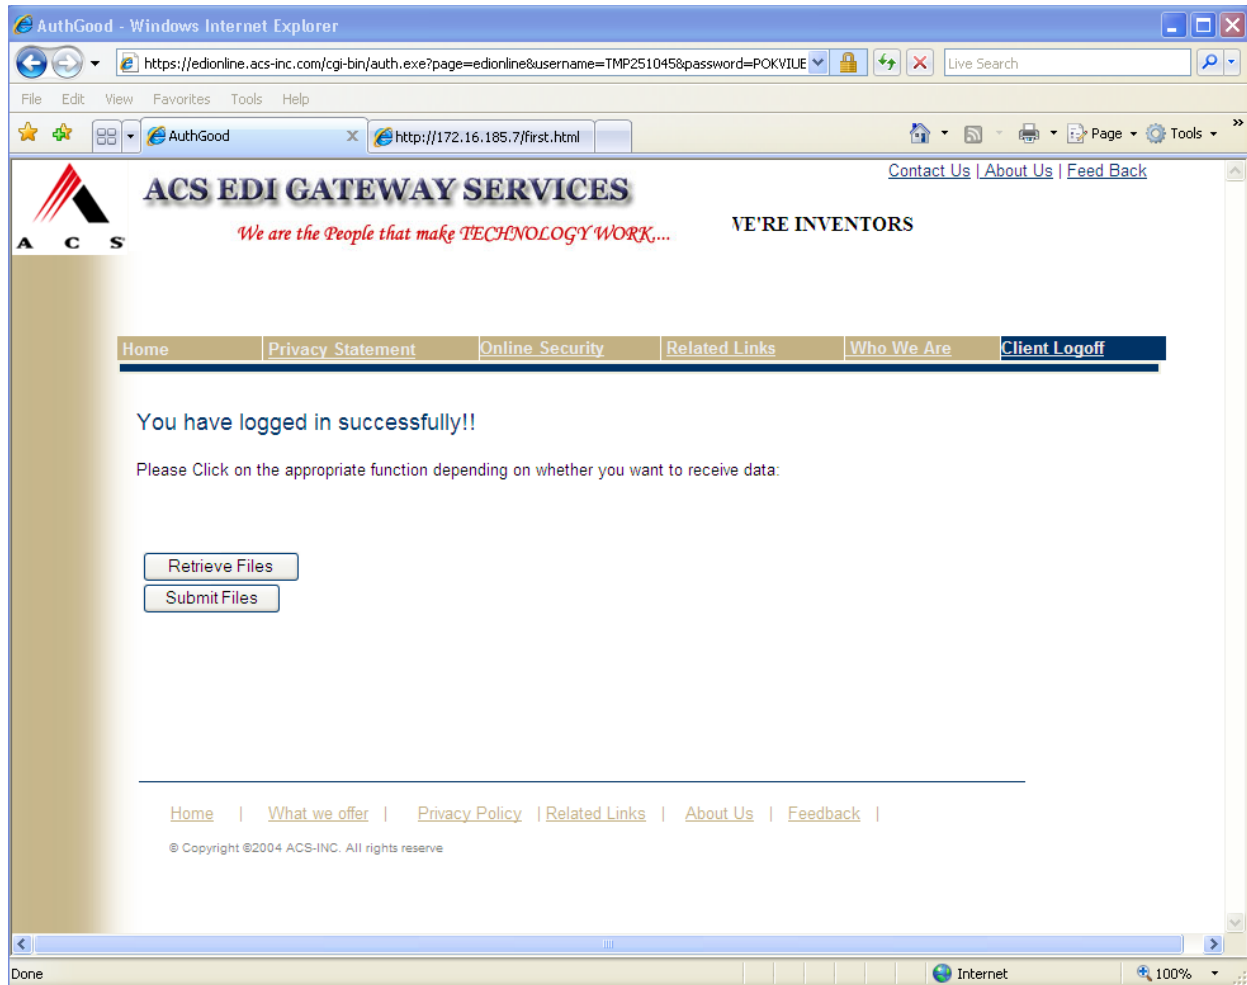 AuthGood - Windows Internet Explorer
https://edionline.acs-inc.com/cgi-bin/auth.exe?page=edionline&username=TMP251045&password=POKVIUE
Live Search
File Edit View Favorites Tools Help
AuthGood
http://172.16.185.7/first.html
Page
Tools
Contact Us | About Us | Feed Back
ACS EDI GATEWAY SERVICES
We are the People that make TECHNOLOGY WORK....
VE'RE INVENTORS
A C S
Home Privacy Statement Online Security Related Links Who We Are Client Logoff
You have logged in successfully!!
Please Click on the appropriate function depending on whether you want to receive data:
Retrieve Files
Submit Files
Home | What we offer | Privacy Policy | Related Links | About Us | Feedback |
© Copyright ©2004 ACS-INC. All rights reserve
Done
Internet
100%